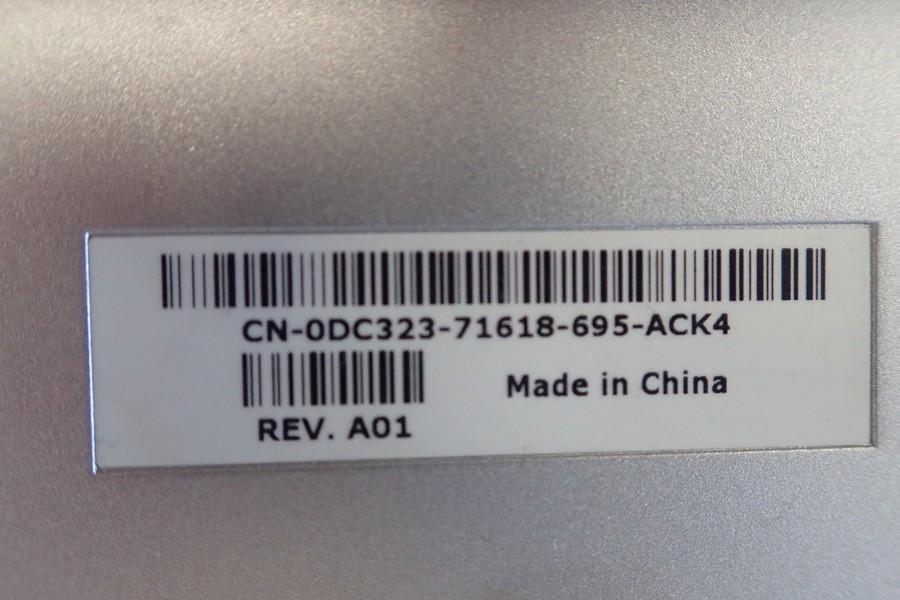 CN-0DC323-71618-695-ACK4
Made in China
REV. A01